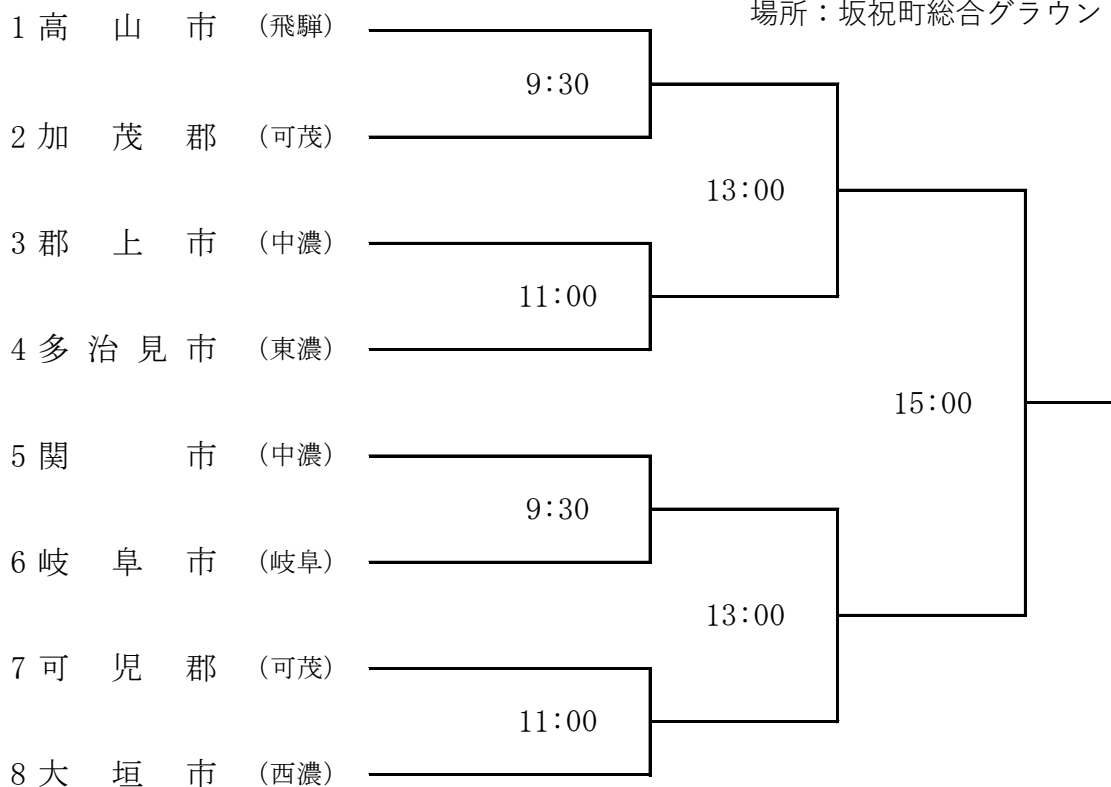 場所：坂祝町総合グラウン
1 高山市 （飛騨）
9:30
2 加茂郡 （可茂）
13:00
3 郡上市 （中濃）
11:00
4 多治見市 （東濃）
15:00
5 関市 （中濃）
9:30
6 岐阜市 （岐阜）
13:00
7 可児郡 （可茂）
11:00
8 大垣市 （西濃）